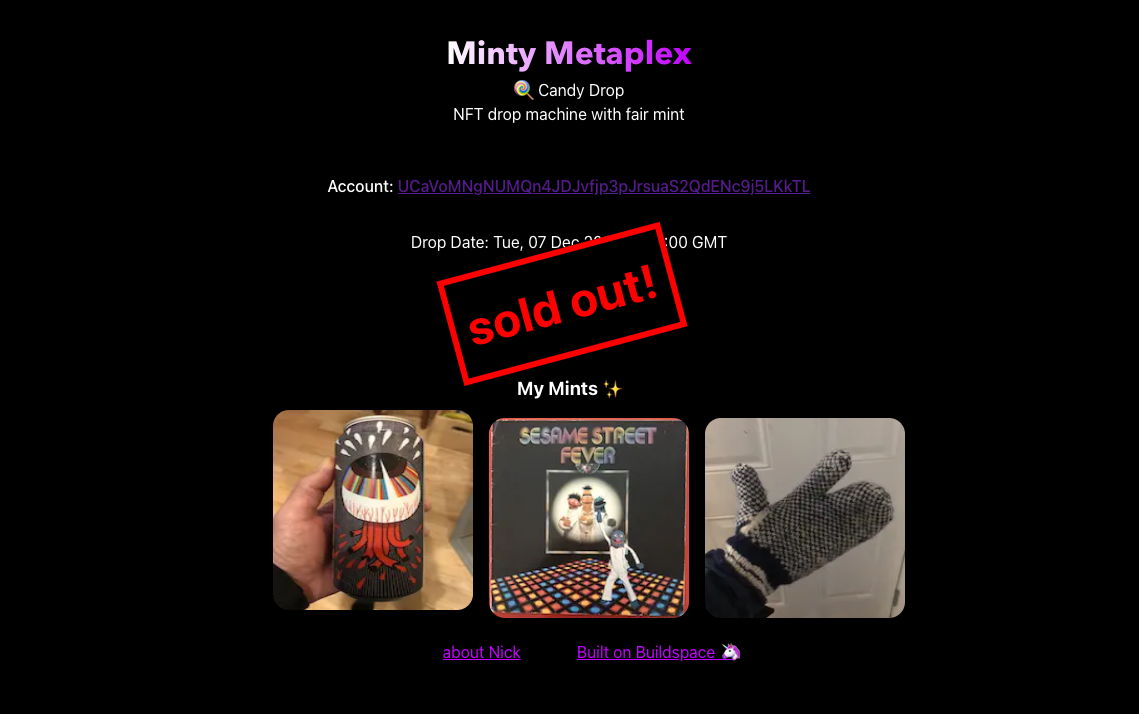 Minty Metaplex
🍭 Candy Drop
NFT drop machine with fair mint
Account: UCaVoMNgNUMQn4JDJvfjp3pJrsuaS2QdENc9j5LKkTL
Drop Date: Tue, 07 Dec :00 GMT
sold out!
My Mints ✨
SESAME STREET
FEVER
about Nick Built on Buildspace 🦄